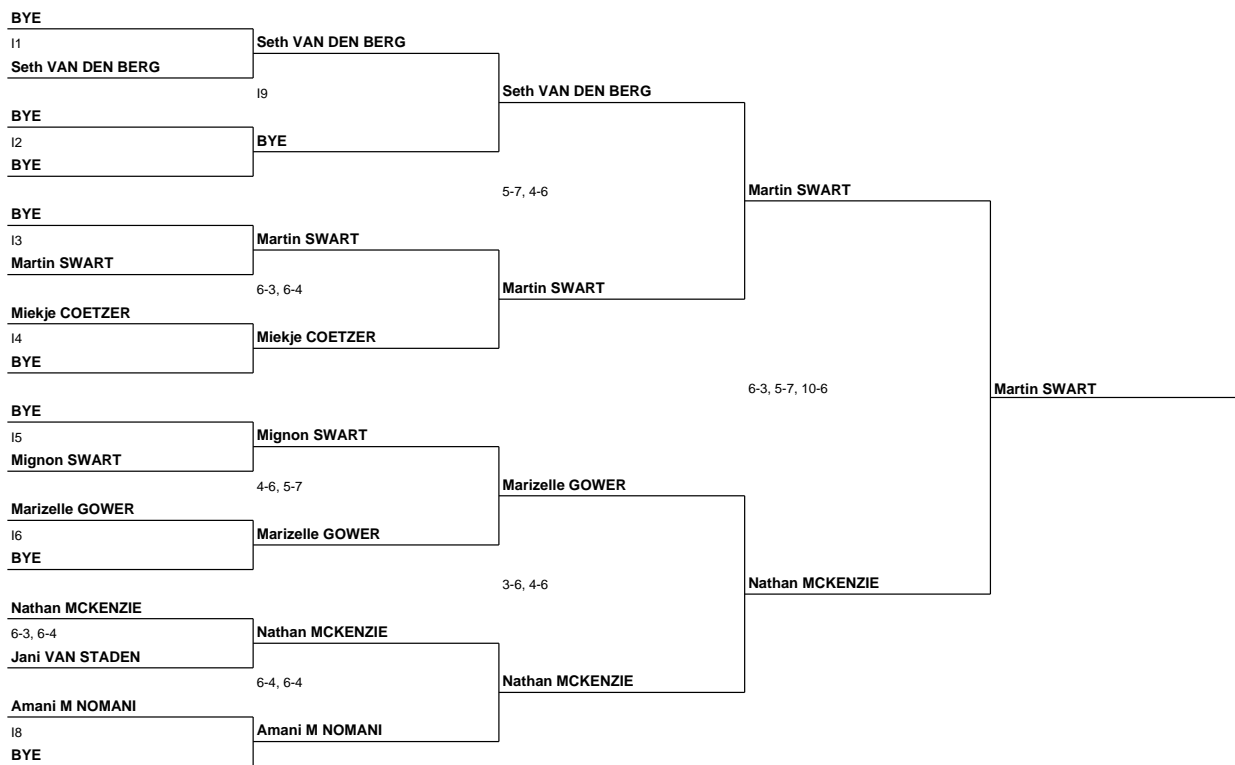 BYE
I1
Seth VAN DEN BERG
BYE
I2
BYE
BYE
I3
Martin SWART
Miekje COETZER
I4
BYE
BYE
I5
Mignon SWART
Marizelle GOWER
I6
BYE
Nathan MCKENZIE
6-3, 6-4
Jani VAN STADEN
Amani M NOMANI
I8
BYE
Seth VAN DEN BERG
I9
BYE
Martin SWART
6-3, 6-4
Miekje COETZER
Mignon SWART
4-6, 5-7
Marizelle GOWER
Nathan MCKENZIE
6-4, 6-4
Amani M NOMANI
Seth VAN DEN BERG
5-7, 4-6
Martin SWART
Marizelle GOWER
3-6, 4-6
Nathan MCKENZIE
Martin SWART
6-3, 5-7, 10-6
Nathan MCKENZIE
Martin SWART